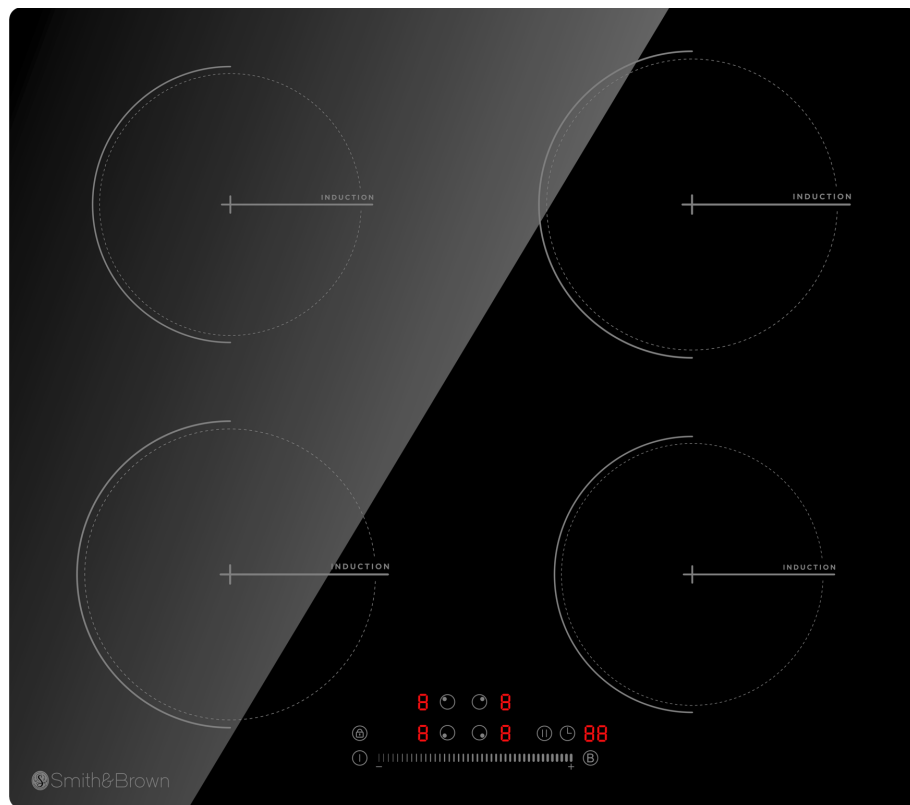 INDUCTION
INDUCTION
INDUCTION
INDUCTION
8 8
8 8 88
I − + B
Smith&Brown